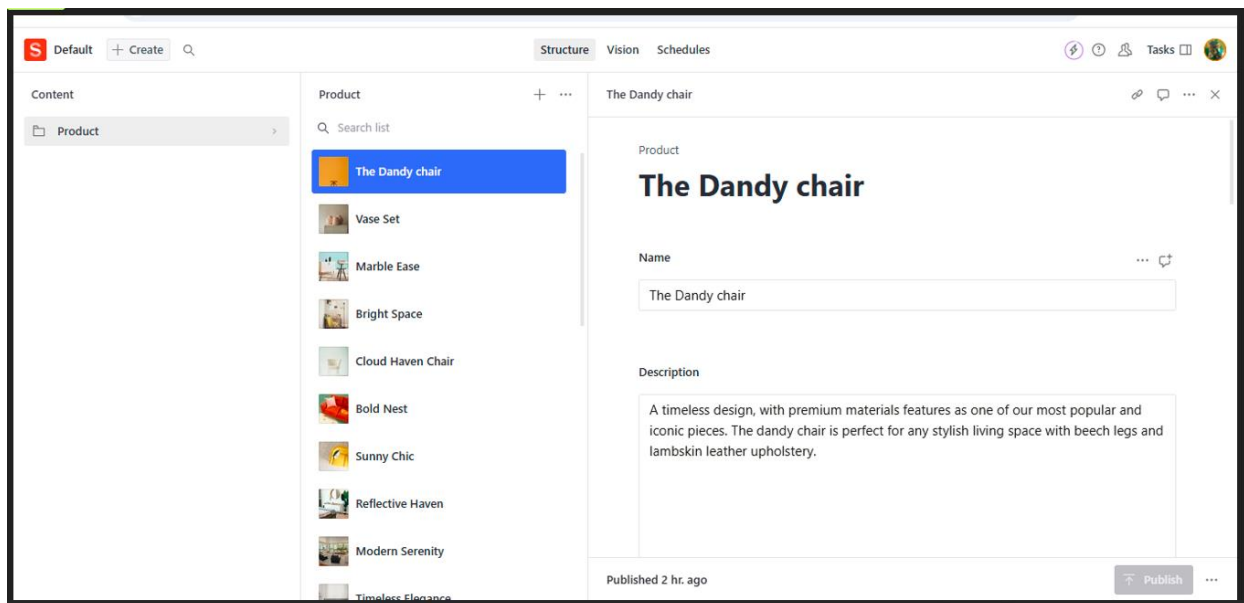 S Default + Create Structure Vision Schedules Tasks
Content
Product
Product
Search list
The Dandy chair
Vase Set
Marble Ease
Bright Space
Cloud Haven Chair
Bold Nest
Sunny Chic
Reflective Haven
Modern Serenity
Timeless Elegance
The Dandy chair
Product
The Dandy chair
Name
The Dandy chair
Description
A timeless design, with premium materials features as one of our most popular and
iconic pieces. The dandy chair is perfect for any stylish living space with beech legs and
lambskin leather upholstery.
Published 2 hr. ago
Publish